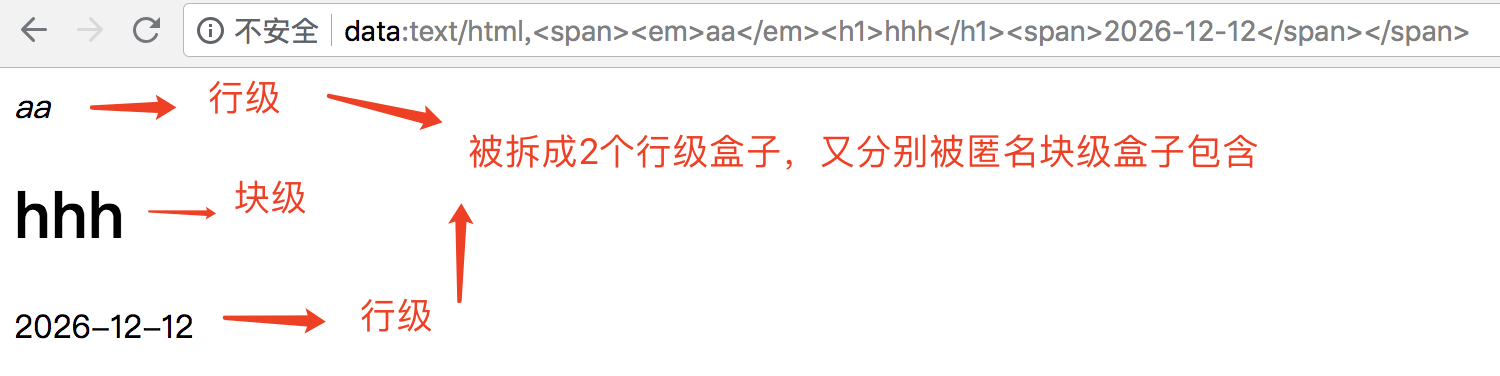 不安全 data:text/html,<span><em>aa</em><h1>hhh</h1><span>2026-12-12</span></span>
aa 行级
被拆成2个行级盒子，又分别被匿名块级盒子包含
hhh 块级
2026-12-12 行级